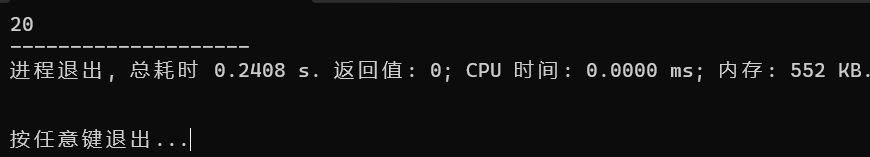 20
--------------------
进程退出, 总耗时 0.2408 s. 返回值: 0; CPU 时间: 0.0000 ms; 内存: 552 KB.
按任意键退出...